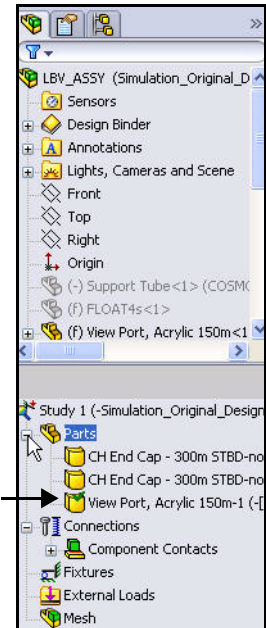 LBV_ASSY (Simulation_Original_D
Sensors
Design Binder
Annotations
Lights, Cameras and Scene
Front
Top
Right
Origin
(-) Support Tube<1> (COSM
(f) FLOAT4s<1>
(f) View Port, Acrylic 150m<1
Study 1 (-Simulation_Original_Design
Parts
CH End Cap - 300m STBD-no
CH End Cap - 300m STBD-no
View Port, Acrylic 150m-1 (-[
Connections
Component Contacts
Fixtures
External Loads
Mesh